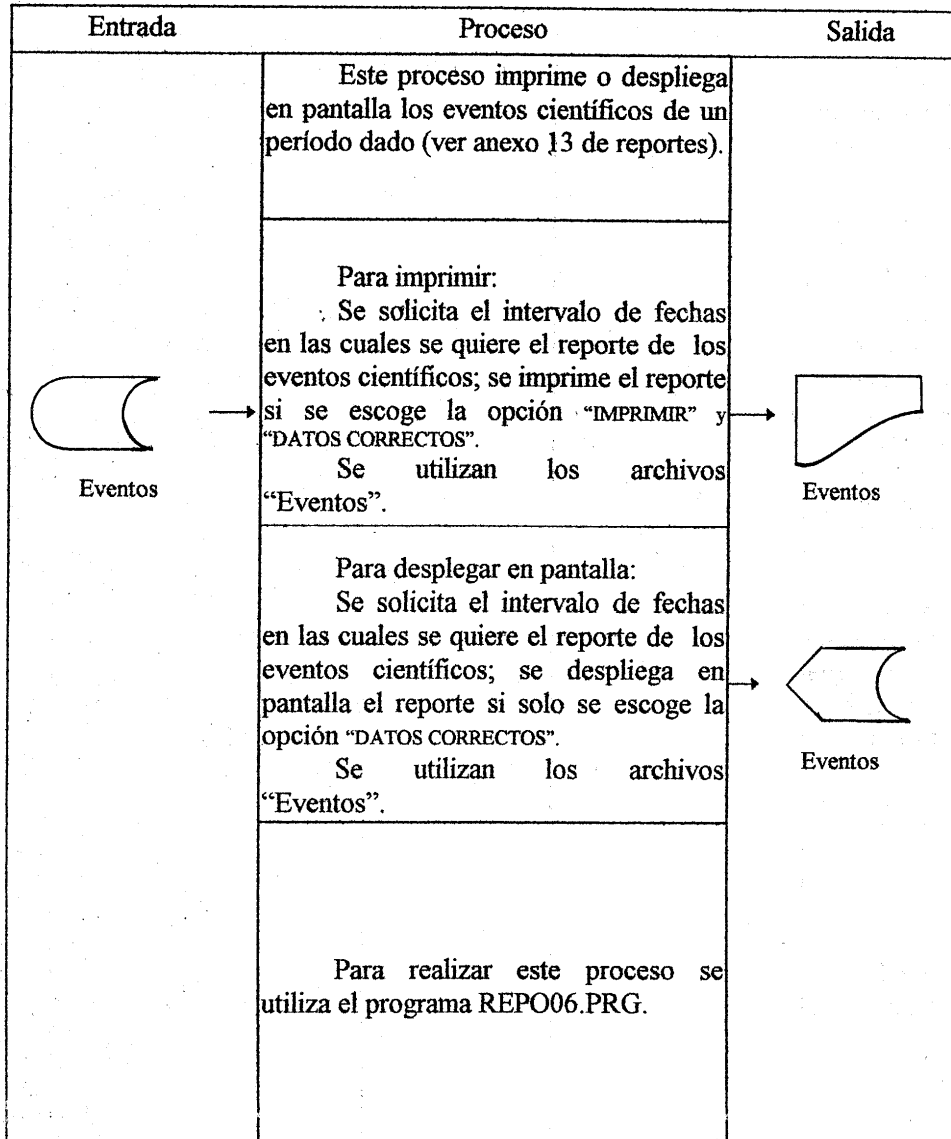 Entrada Proceso Salida
Este proceso imprime o despliega
en pantalla los eventos científicos de un
período dado (ver anexo 13 de reportes).
Para imprimir:
Se solicita el intervalo de fechas
en las cuales se quiere el reporte de los
eventos científicos; se imprime el reporte
si se escoge la opción “IMPRIMIR” y
“DATOS CORRECTOS”.
Se utilizan los archivos
“Eventos”.
Eventos
Eventos
Para desplegar en pantalla:
Se solicita el intervalo de fechas
en las cuales se quiere el reporte de los
eventos científicos; se despliega en
pantalla el reporte si solo se escoge la
opción “DATOS CORRECTOS”.
Se utilizan los archivos
“Eventos”.
Eventos
Para realizar este proceso se
utiliza el programa REPO06.PRG.